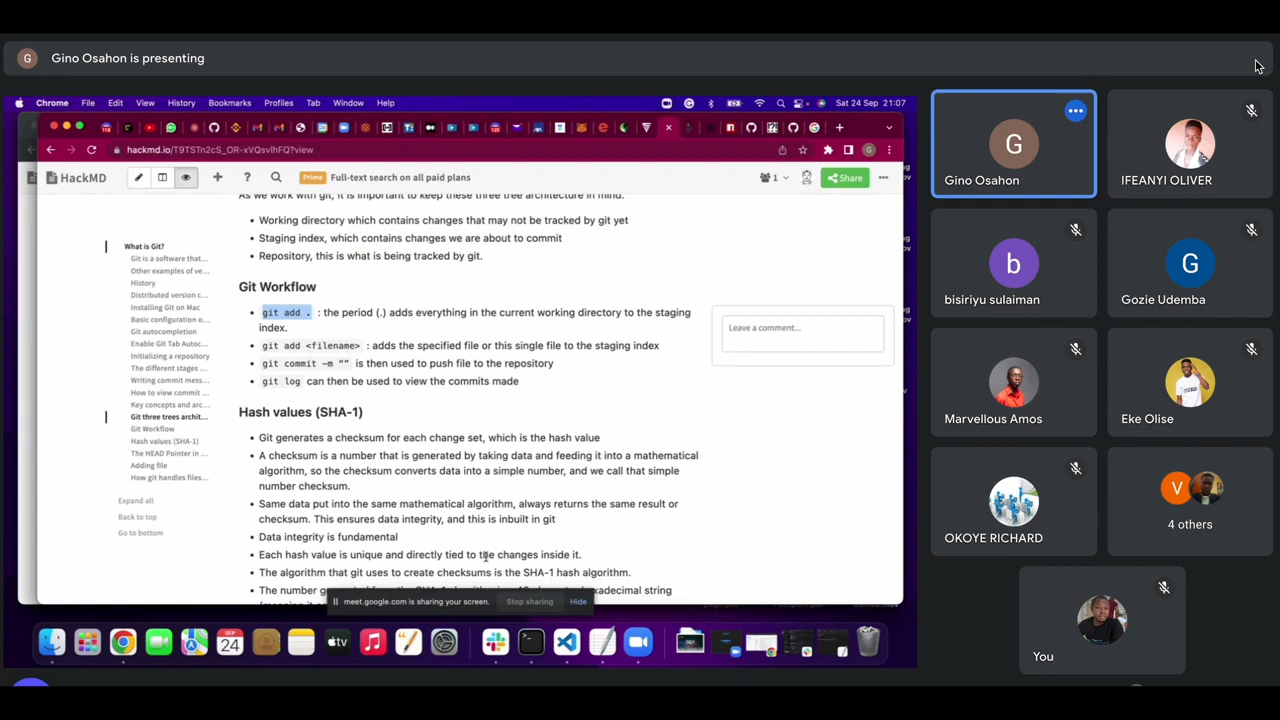 G
Gino Osahon is presenting
Chrome File Edit View History Bookmarks Profiles Tab Window Help
Sat 24 Sep 21:07
hackmd.io/T9TSTn2cS_OR-xVQsvlhFQ?view
G
HackMD
Prime Full-text search on all paid plans
1
Share
As we work with git, it is important to keep these three tree architecture in mind.
• Working directory which contains changes that may not be tracked by git yet
• Staging index, which contains changes we are about to commit
• Repository, this is what is being tracked by git.
Git Workflow
• git add . : the period (.) adds everything in the current working directory to the staging
index.
• git add <filename> : adds the specified file or this single file to the staging index
• git commit –m “” is then used to push file to the repository
• git log can then be used to view the commits made
Hash values (SHA-1)
• Git generates a checksum for each change set, which is the hash value
• A checksum is a number that is generated by taking data and feeding it into a mathematical
algorithm, so the checksum converts data into a simple number, and we call that simple
number checksum.
• Same data put into the same mathematical algorithm, always returns the same result or
checksum. This ensures data integrity, and this is inbuilt in git
• Data integrity is fundamental
• Each hash value is unique and directly tied to the changes inside it.
• The algorithm that git uses to create checksums is the SHA-1 hash algorithm.
• The number
hexadecimal string
What is Git?
Git is a software that...
Other examples of ve...
History
Distributed version c...
Installing Git on Mac
Basic configuration o...
Git autocompletion
Enable Git Tab Autoc...
Initializing a repository
The different stages ...
Writing commit mess...
How to view commit ...
Key concepts and arc...
Git three trees archit...
Git Workflow
Hash values (SHA-1)
The HEAD Pointer in ...
Adding file
How git handles files...
Expand all
Back to top
Go to bottom
Leave a comment...
meet.google.com is sharing your screen.
Stop sharing
Hide
SEP
24
tv
G
Gino Osahon
IFEANYI OLIVER
b
bisiriyu sulaiman
G
Gozie Udemba
Marvellous Amos
Eke Olise
OKOYE RICHARD
V
4 others
You